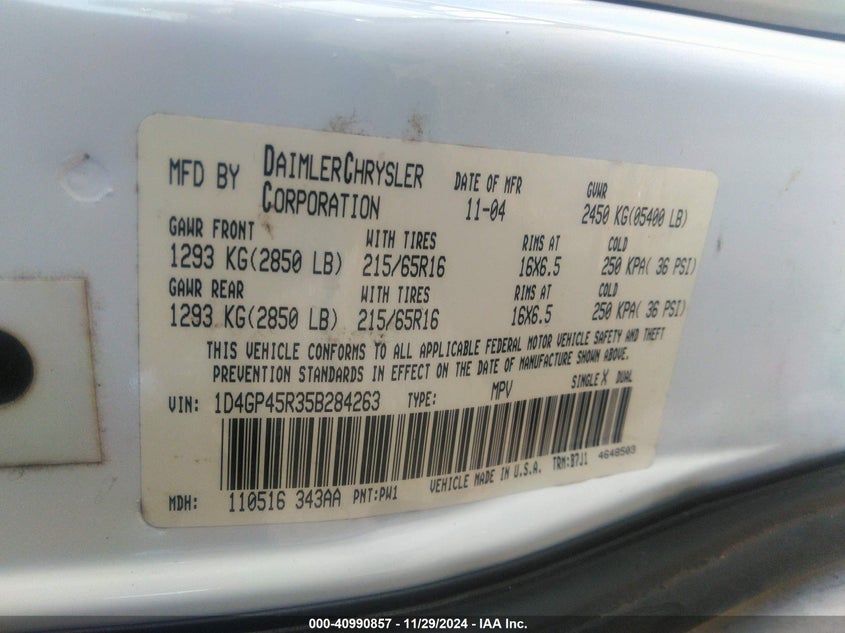 MFD BY DAIMLERCHRYSLER CORPORATION
DATE OF MFR 11-04
GVWR 2450 KG(05400 LB)
GAWR FRONT WITH TIRES RIMS AT COLD
1293 KG(2850 LB) 215/65R16 16X6.5 250 KPA( 36 PSI)
GAWR REAR WITH TIRES RIMS AT COLD
1293 KG(2850 LB) 215/65R16 16X6.5 250 KPA( 36 PSI)
THIS VEHICLE CONFORMS TO ALL APPLICABLE FEDERAL MOTOR VEHICLE SAFETY AND THEFT
PREVENTION STANDARDS IN EFFECT ON THE DATE OF MANUFACTURE SHOWN ABOVE.
VIN: 1D4GP45R35B284263 TYPE: MPV SINGLE X DUAL
MDH: 110516 343AA PNT:PW1 VEHICLE MADE IN U.S.A. TRM:B7J1 4648503
000-40990857 - 11/29/2024 - IAA Inc.